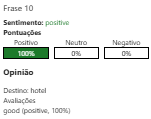 Frase 10
Sentimento: positive
Pontuações
Positivo Neutro Negativo
100% 0% 0%
Opinião
Destino: hotel
Avaliações
good (positive, 100%)